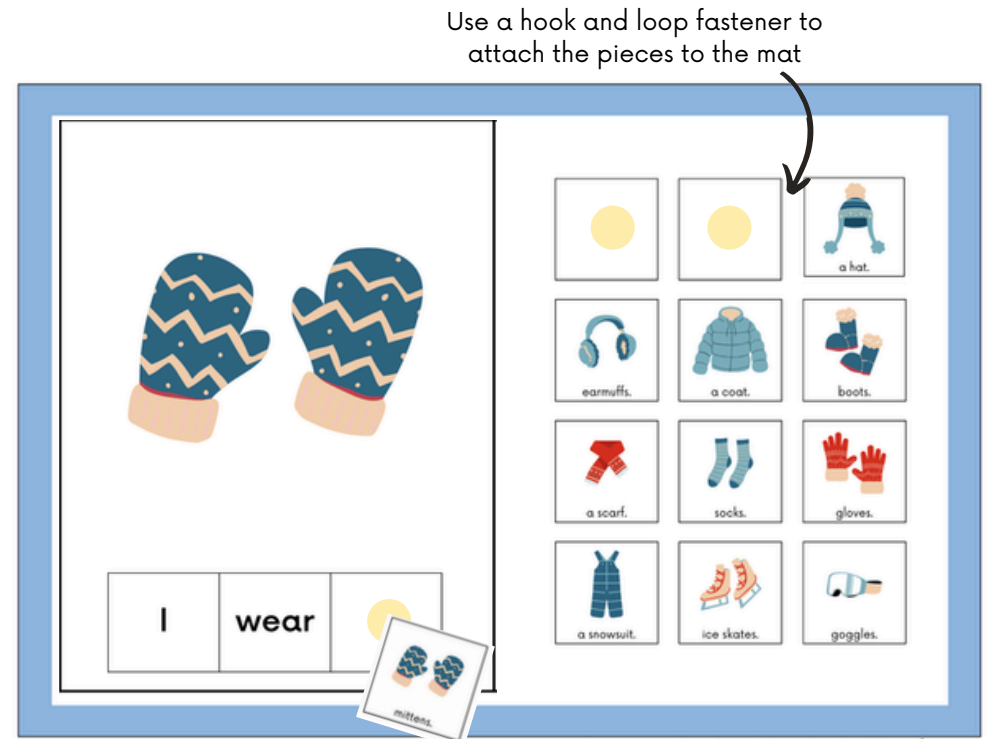 Use a hook and loop fastener to
attach the pieces to the mat
a hat.
earmuffs.
a coat.
boots.
a scarf.
socks.
gloves.
a snowsuit.
ice skates.
goggles.
I
wear
mittens.